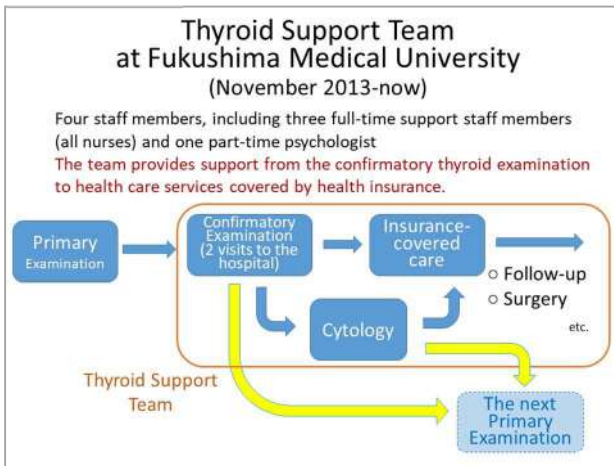 Thyroid Support Team
at Fukushima Medical University
(November 2013-now)
Four staff members, including three full-time support staff members
(all nurses) and one part-time psychologist
The team provides support from the confirmatory thyroid examination
to health care services covered by health insurance.
Primary
Examination
Confirmatory
Examination
(2 visits to the
hospital)
Insurance-
covered
care
○ Follow-up
○ Surgery
etc.
Cytology
Thyroid Support
Team
The next
Primary
Examination